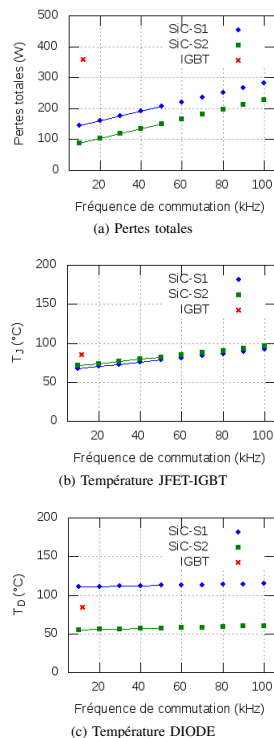 500
400
300
200
100
0
Pertes totales (W)
SiC-S1
SiC-S2
IGBT
20 40 60 80 100
Fréquence de commutation (kHz)
(a) Pertes totales
200
150
100
50
0
T_J (°C)
SiC-S1
SiC-S2
IGBT
20 40 60 80 100
Fréquence de commutation (kHz)
(b) Température JFET-IGBT
200
150
100
50
0
T_D (°C)
SiC-S1
SiC-S2
IGBT
20 40 60 80 100
Fréquence de commutation (kHz)
(c) Température DIODE